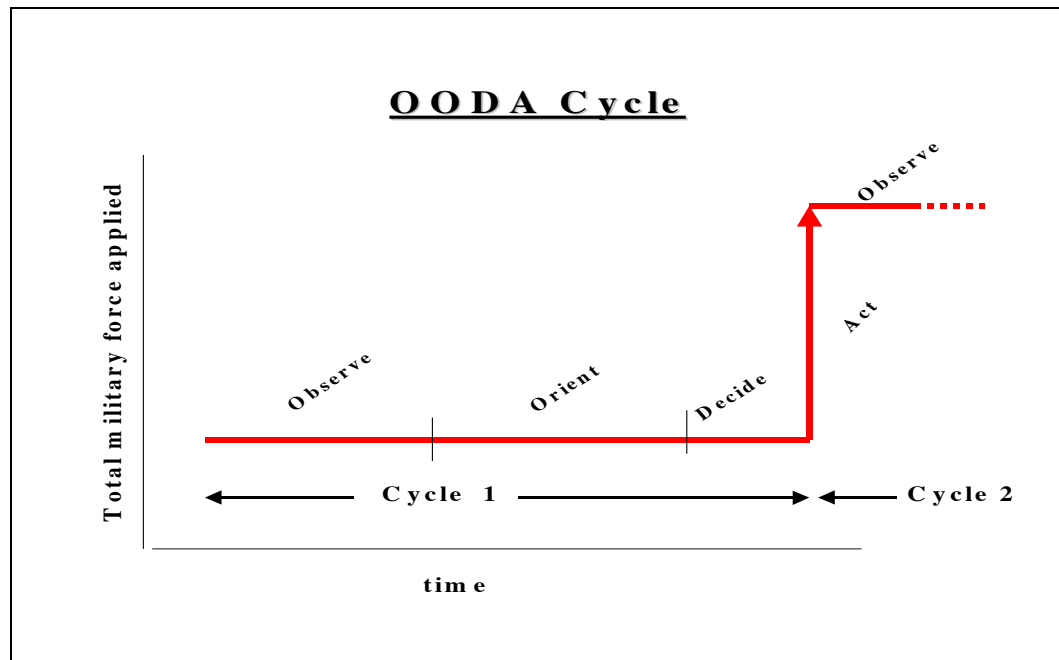 OODA Cycle
Total military force applied
Observe
Orient
Decide
Act
Observe
Cycle 1
Cycle 2
time